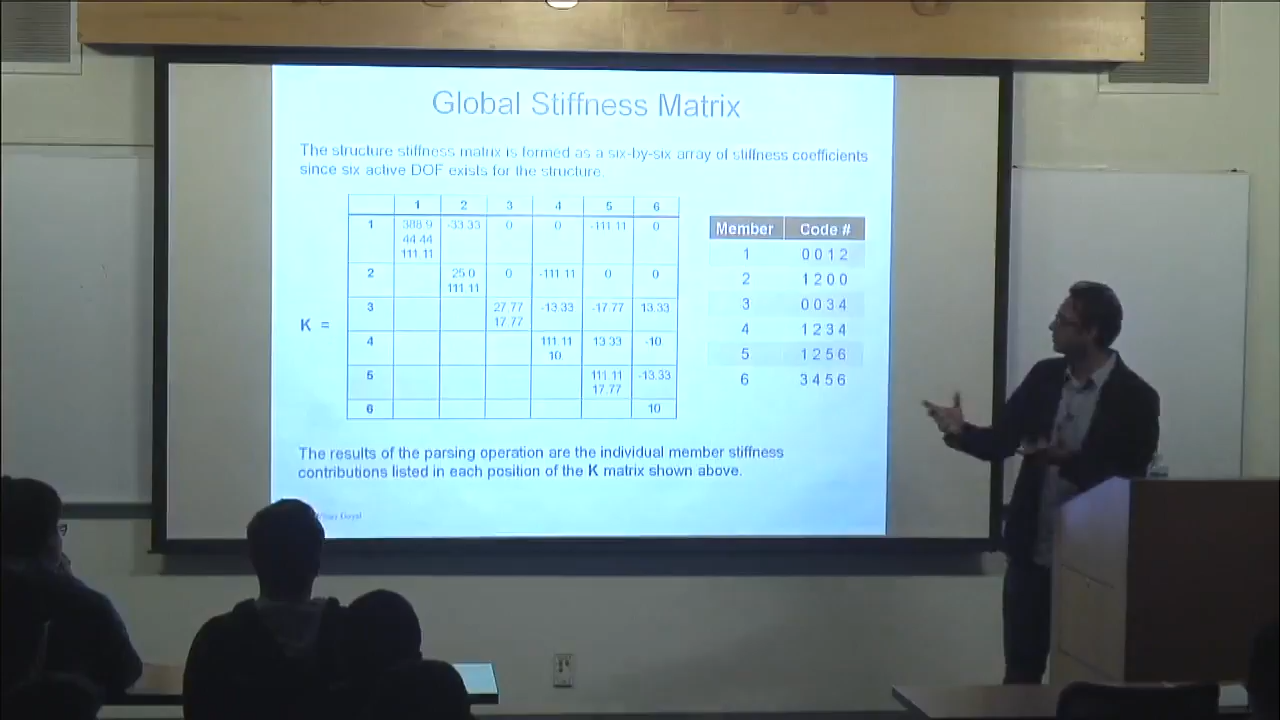 Global Stiffness Matrix
The structure stiffness matrix is formed as a six-by-six array of stiffness coefficients
since six active DOF exists for the structure.
1 2 3 4 5 6
1 388.9 -33.33 0 0 -111.11 0
44.44
111.11
2 25.0 0 -111.11 0 0
111.11
3 27.77 -13.33 -17.77 13.33
17.77
K =
4 111.11 13.33 -10
10.
5 111.11 -13.33
17.77
6 10
Member Code #
1 0 0 1 2
2 1 2 0 0
3 0 0 3 4
4 1 2 3 4
5 1 2 5 6
6 3 4 5 6
The results of the parsing operation are the individual member stiffness
contributions listed in each position of the K matrix shown above.